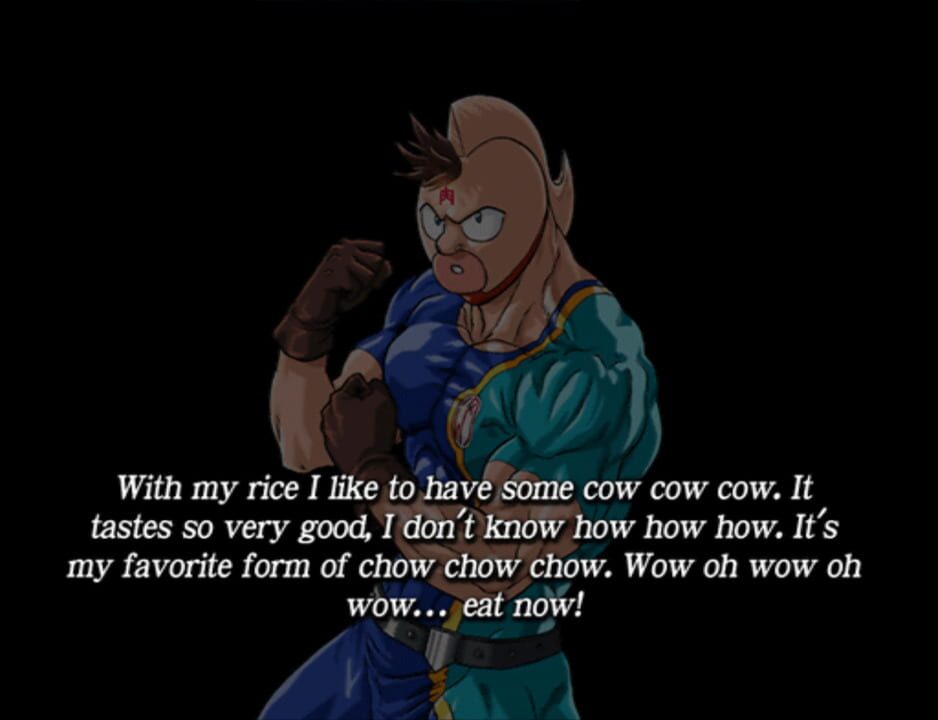 肉
With my rice I like to have some cow cow cow. It
tastes so very good, I don't know how how how. It's
my favorite form of chow chow chow. Wow oh wow oh
wow... eat now!